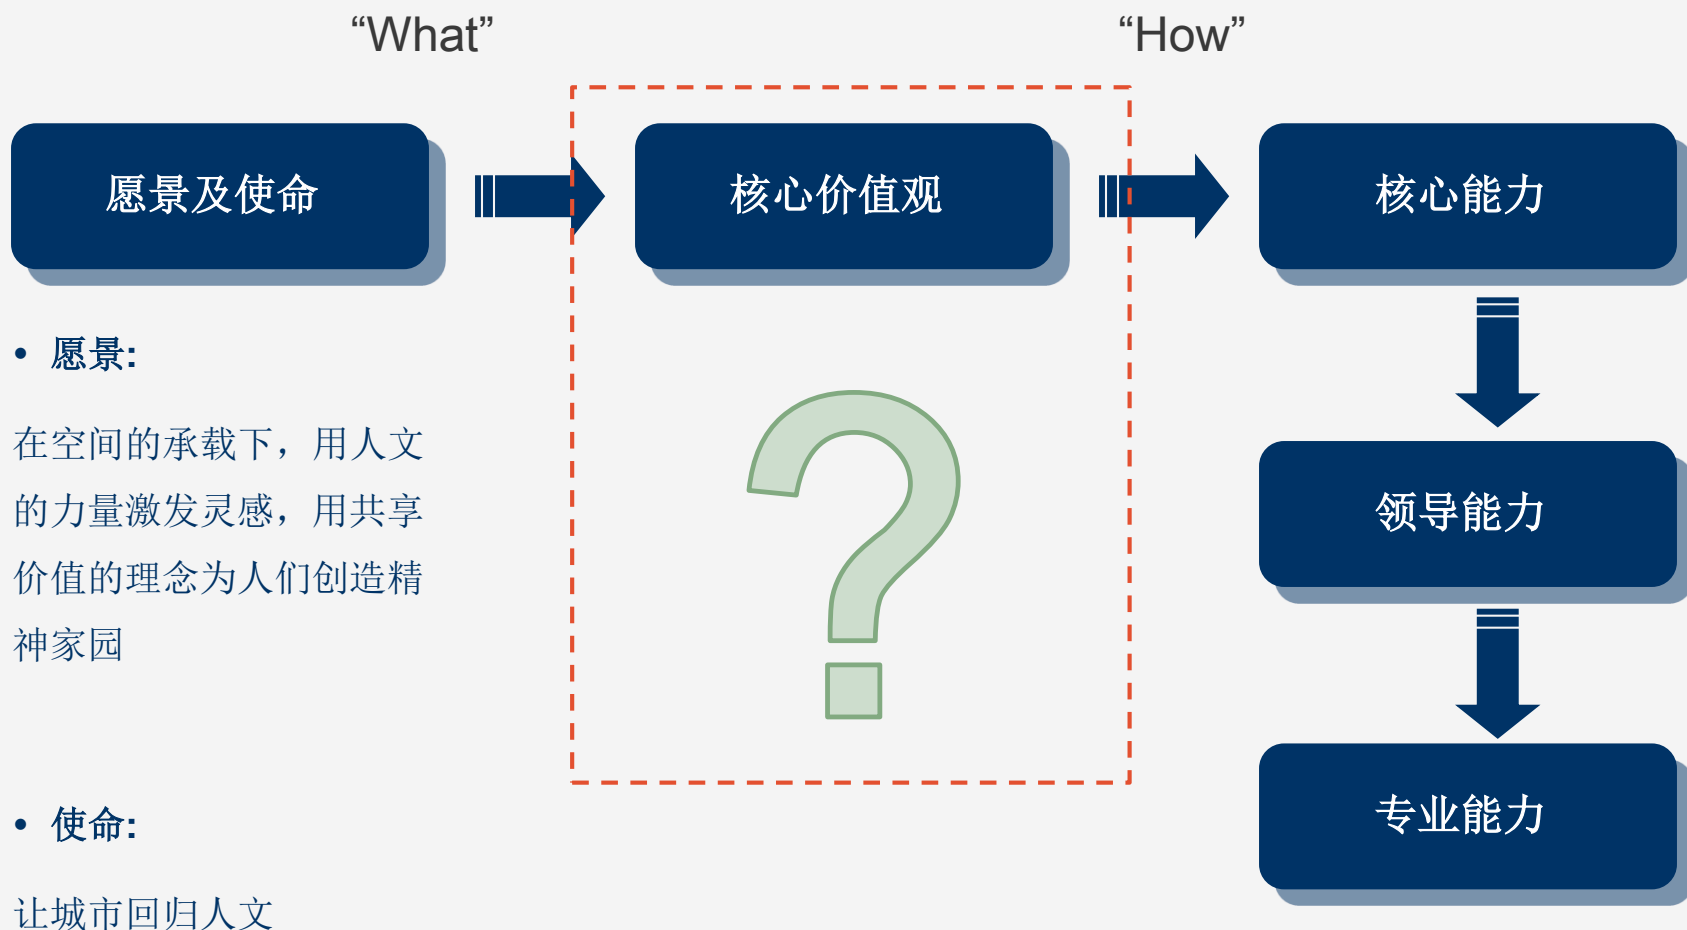 “What”
“How”
愿景及使命
核心价值观
核心能力
• 愿景:
在空间的承载下，用人文
的力量激发灵感，用共享
价值的理念为人们创造精
神家园
?
领导能力
专业能力
• 使命:
让城市回归人文